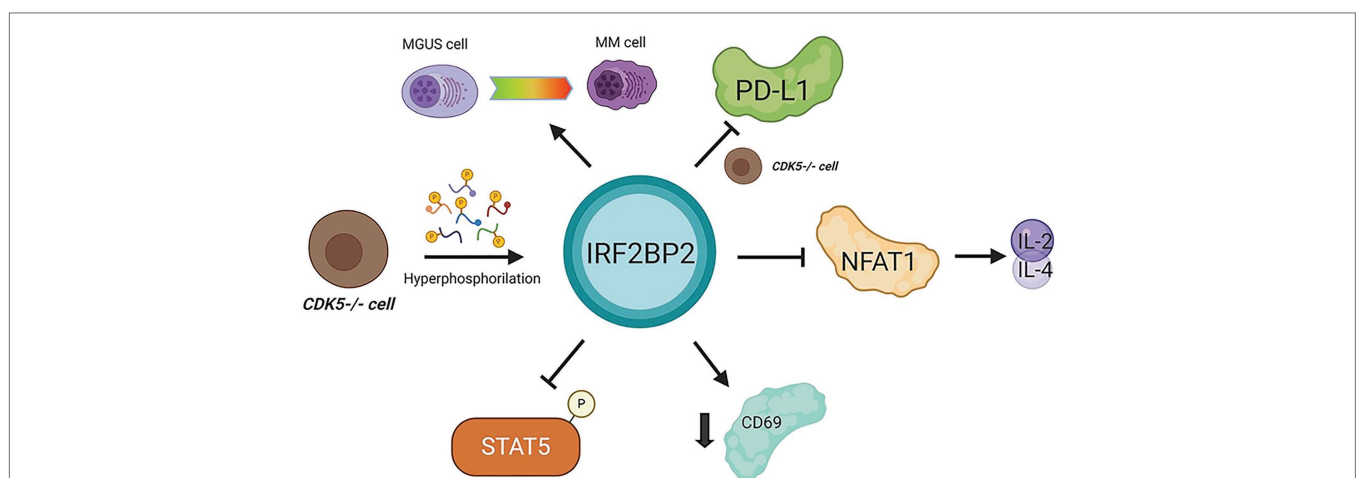 MGUS cell
MM cell
PD-L1
CDK5-/- cell
P
P
P
P
P
P
IRF2BP2
NFAT1
IL-2
IL-4
Hyperphosphorilation
CDK5-/- cell
P
STAT5
CD69